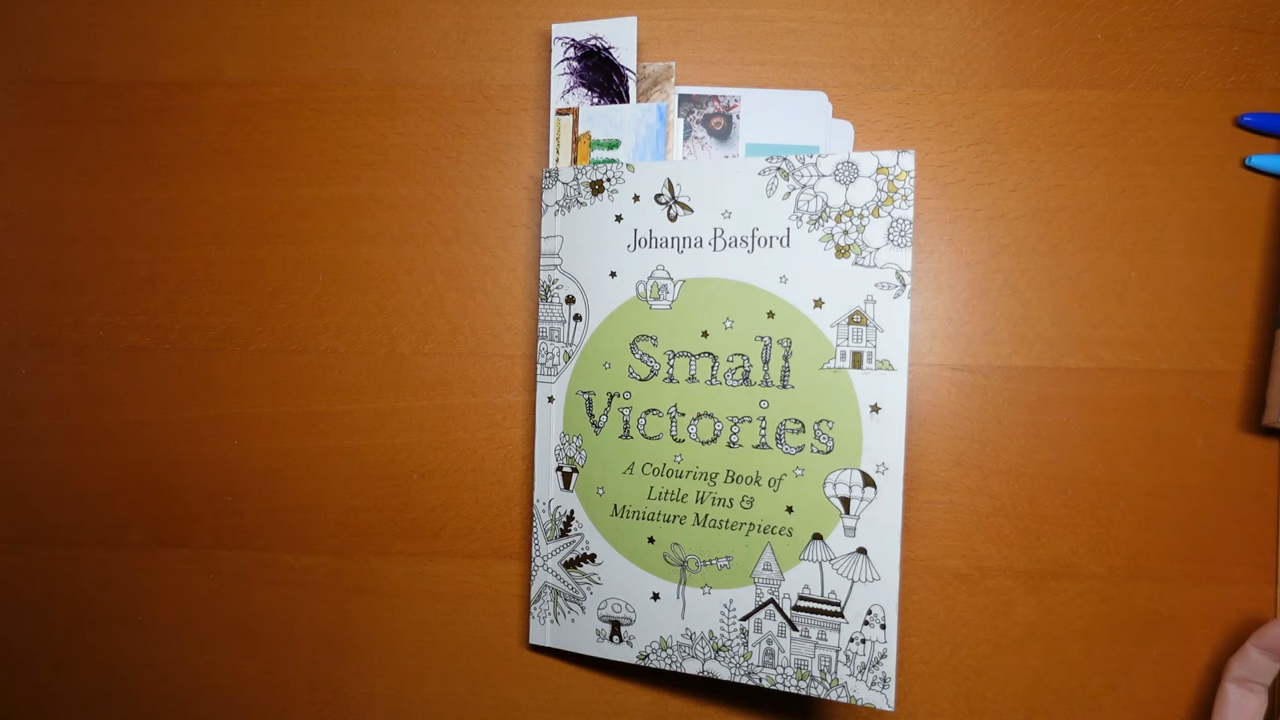 Johanna Basford
Small
Victories
A Colouring Book of
Little Wins &
Miniature Masterpieces